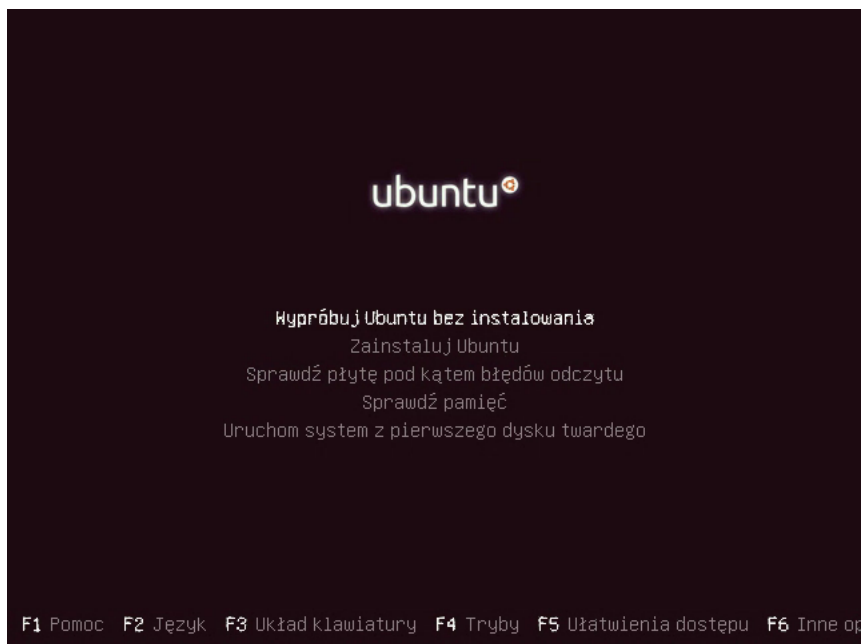 ubuntu
Wypróbuj Ubuntu bez instalowania
Zainstaluj Ubuntu
Sprawdź płytę pod kątem błędów odczytu
Sprawdź pamięć
Uruchom system z pierwszego dysku twardego
F1 Pomoc F2 Język F3 Układ klawiatury F4 Tryby F5 Ułatwienia dostępu F6 Inne op